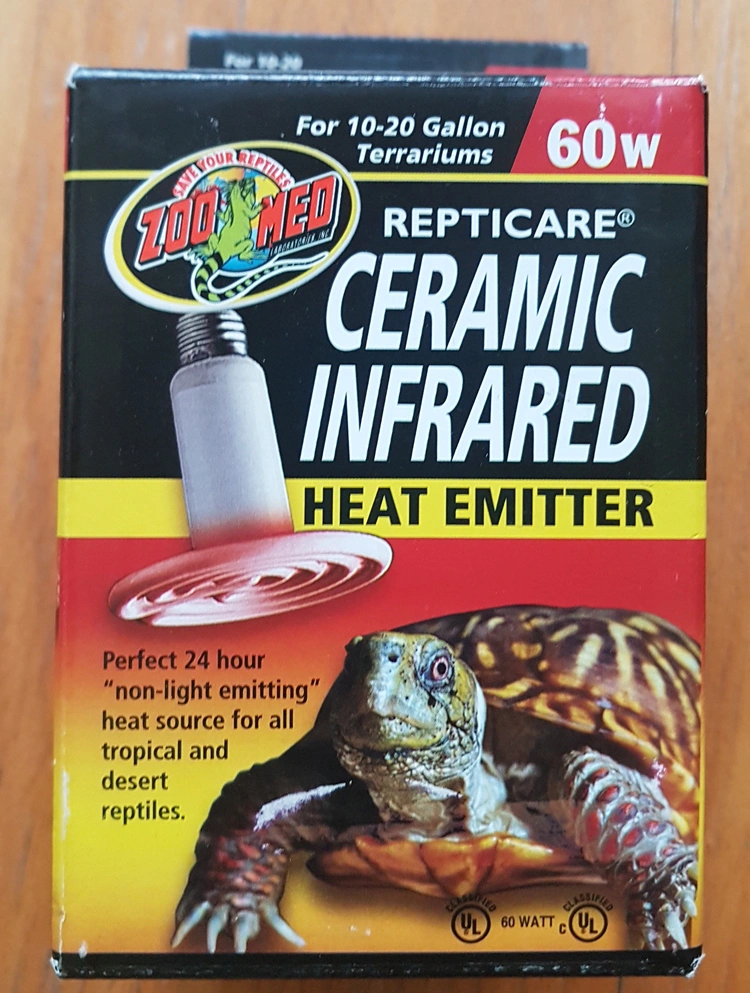 For 10-20
For 10-20 Gallon
Terrariums
60W
SAVE YOUR REPTILES
ZOO MED
LABORATORIES INC.
REPTICARE®
CERAMIC
INFRARED
HEAT EMITTER
Perfect 24 hour
“non-light emitting”
heat source for all
tropical and
desert
reptiles.
CLASSIFIED
UL
60 WATT
CLASSIFIED
C UL